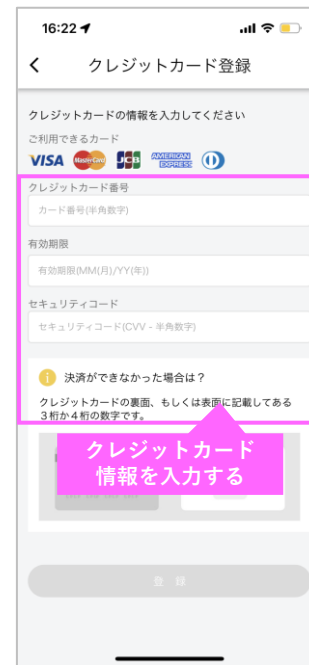 16:22
クレジットカード登録
クレジットカードの情報を入力してください
ご利用できるカード
VISA MasterCard JCB AMERICAN EXPRESS
クレジットカード番号
カード番号(半角数字)
有効期限
有効期限(MM(月)/YY(年))
セキュリティコード
セキュリティコード(CVV - 半角数字)
決済ができなかった場合は？
クレジットカードの裏面、もしくは表面に記載してある
３桁か４桁の数字です。
クレジットカード
情報を入力する
登 録